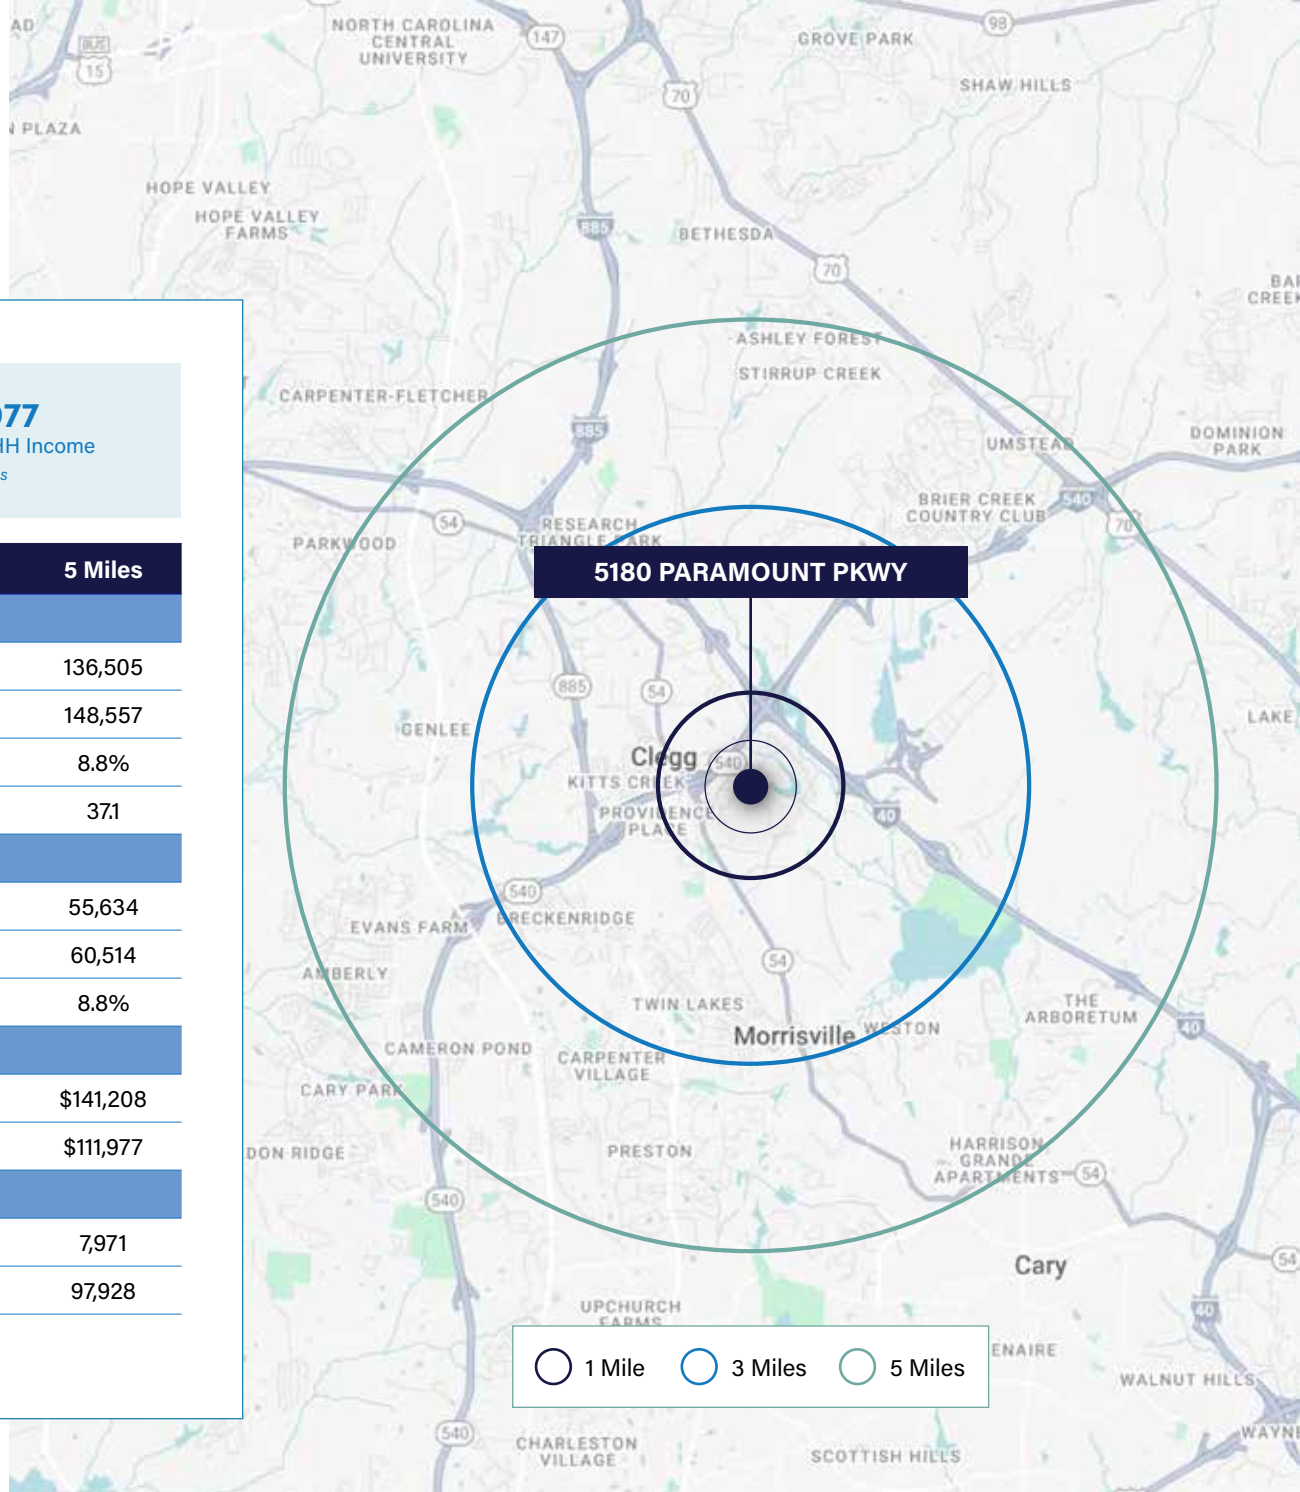 NORTH CAROLINA
CENTRAL
UNIVERSITY
147
98
GROVE PARK
BUS
15
70
SHAW HILLS
PLAZA
HOPE VALLEY
HOPE VALLEY
FARMS
885
BETHESDA
70
CREEK
ASHLEY FOREST
STIRRUP CREEK
CARPENTER-FLETCHER
885
UMSTEAD
DOMINION
PARK
077
HH Income
540
BRIER CREEK
COUNTRY CLUB
70
54
RESEARCH
TRIANGLE PARK
PARKWOOD
5180 PARAMOUNT PKWY
5 Miles
136,505
148,557
8.8%
37.1
55,634
60,514
8.8%
$141,208
$111,977
7,971
97,928
885
54
GENLEE
LAKE
Clegg
540
KITTS CREEK
PROVIDENCE
PLACE
40
540
BRECKENRIDGE
EVANS FARM
54
AMBERLY
TWIN LAKES
THE
ARBORETUM
Morrisville
WESTON
40
CAMERON POND
CARPENTER
VILLAGE
CARY PARK
DON RIDGE
PRESTON
HARRISON
GRANDE
APARTMENTS
54
540
Cary
54
UPCHURCH
FARMS
40
ENAIRE
1 Mile
3 Miles
5 Miles
WALNUT HILLS
540
CHARLESTON
VILLAGE
SCOTTISH HILLS
WAYNE